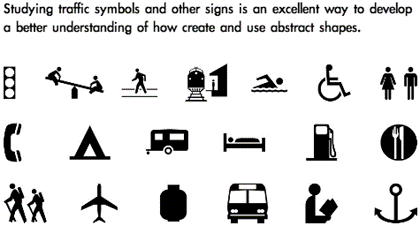 Studying traffic symbols and other signs is an excellent way to develop
a better understanding of how create and use abstract shapes.